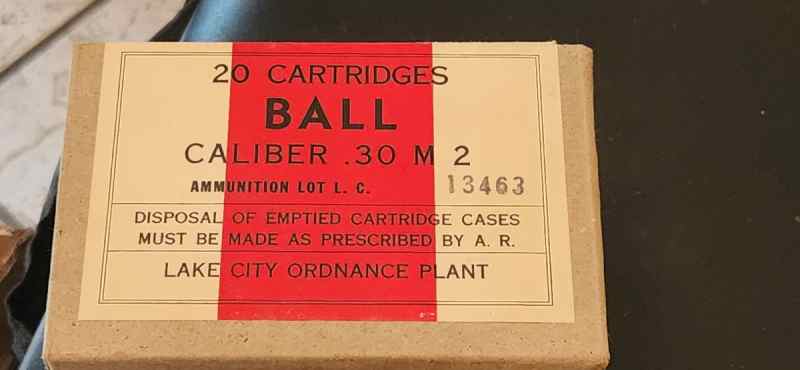 20 CARTRIDGES
BALL
CALIBER .30 M 2
AMMUNITION LOT L. C. 13463
DISPOSAL OF EMPTIED CARTRIDGE CASES
MUST BE MADE AS PRESCRIBED BY A. R.
LAKE CITY ORDNANCE PLANT